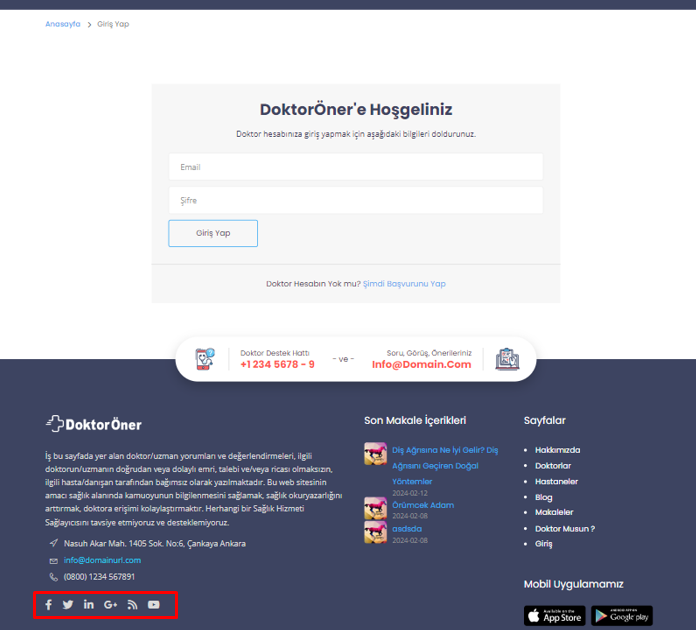 Anasayfa > Giriş Yap
DoktorÖner'e Hoşgeliniz
Doktor hesabınıza giriş yapmak için aşağıdaki bilgileri doldurunuz.
Email
Şifre
Giriş Yap
Doktor Hesabın Yok mu? Şimdi Başvurunu Yap
Doktor Destek Hattı
+1 234 5678 - 9
- ve -
Soru, Görüş, Önerileriniz
Info@Domain.Com
DoktorÖner
İş bu sayfada yer alan doktor/uzman yorumları ve değerlendirmeleri, ilgili
doktorun/uzmanın doğrudan veya dolaylı emri, talebi ve/veya ricası olmaksızın,
ilgili hasta/danışan tarafından bağımsız olarak yazılmaktadır. Bu web sitesinin
amacı sağlık alanında kamuoyunun bilgilenmesini sağlamak, sağlık okuryazarlığını
arttırmak, doktora erişimi kolaylaştırmaktır. Herhangi bir Sağlık Hizmeti
Sağlayıcısını tavsiye etmiyoruz ve desteklemiyoruz.
Nasuh Akar Mah. 1405 Sok. No:6, Çankaya Ankara
info@domainurl.com
(0800) 1234 567891
Son Makale İçerikleri
Diş Ağrısına Ne İyi Gelir? Diş
Ağrısını Geçiren Doğal
Yöntemler
2024-02-12
Örümcek Adam
2024-02-08
asdsda
2024-02-08
Sayfalar
Hakkımızda
Doktorlar
Hastaneler
Blog
Makaleler
Doktor Musun ?
Giriş
Mobil Uygulamamız
Available on the
App Store
ANDROID APP ON
Google play